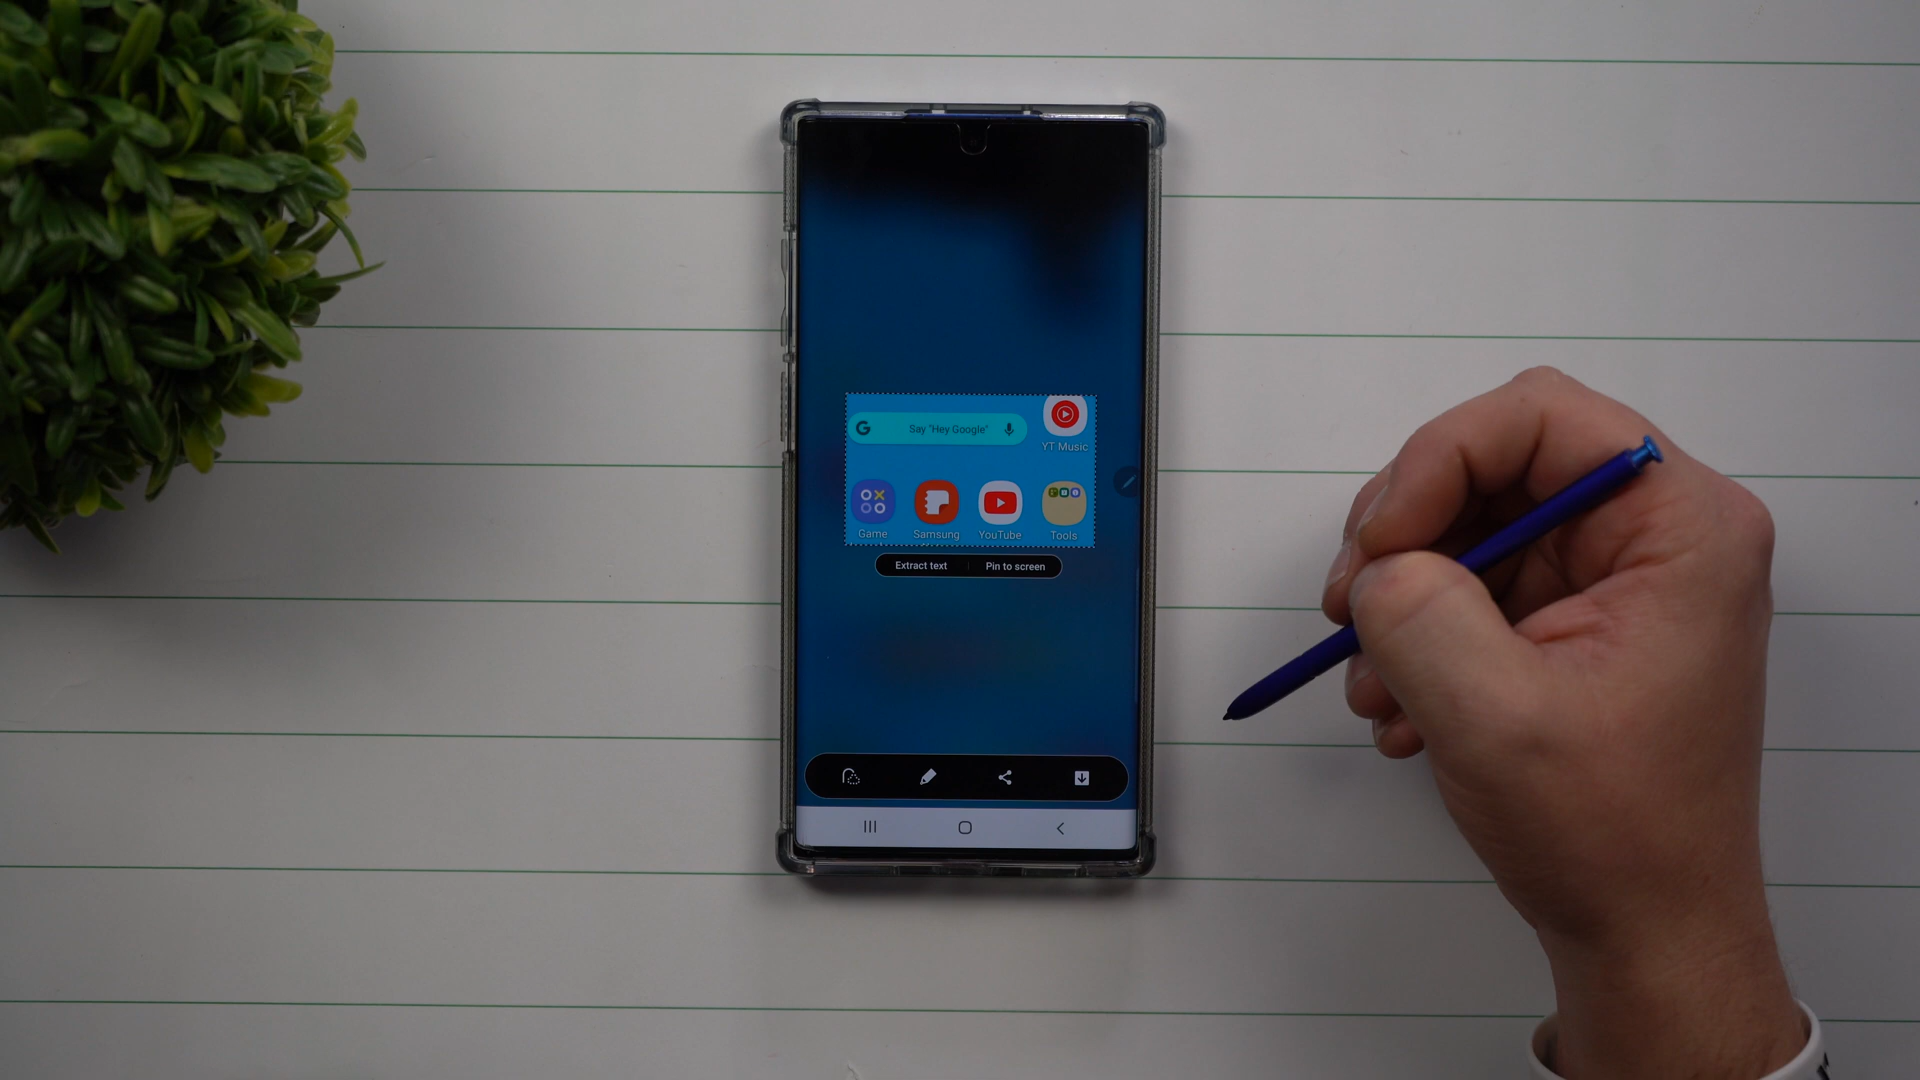 Say "Hey Google"
YT Music
Game
Samsung
YouTube
Tools
Extract text
Pin to screen